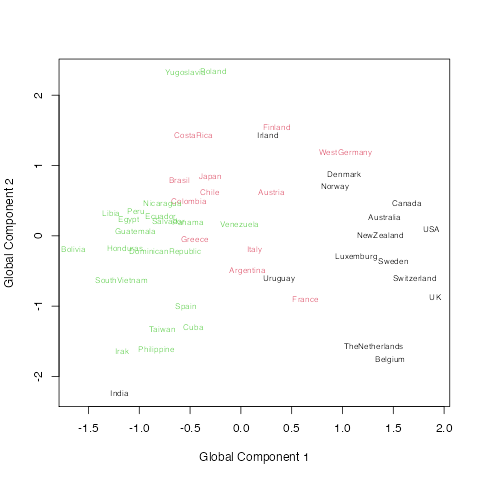 Yugoslavia Poland
Finland
CostaRica Irland
WestGermany
Denmark
Brasil Japan
Norway
Chile Austria
Nicaragua Colombia Canada
Libia Peru
Egypt Ecuador Australia
Salvador Panama Venezuela USA
Guatemala
Greece NewZealand
Bolivia Honduras DominicanRepublic Italy
Luxemburg Sweden
Argentina
SouthVietnam Uruguay Switzerland
France UK
Spain
Taiwan Cuba
Irak Philippine TheNetherlands
Belgium
India
2
1
0
-1
-2
-1.5 -1.0 -0.5 0.0 0.5 1.0 1.5 2.0
Global Component 1
Global Component 2